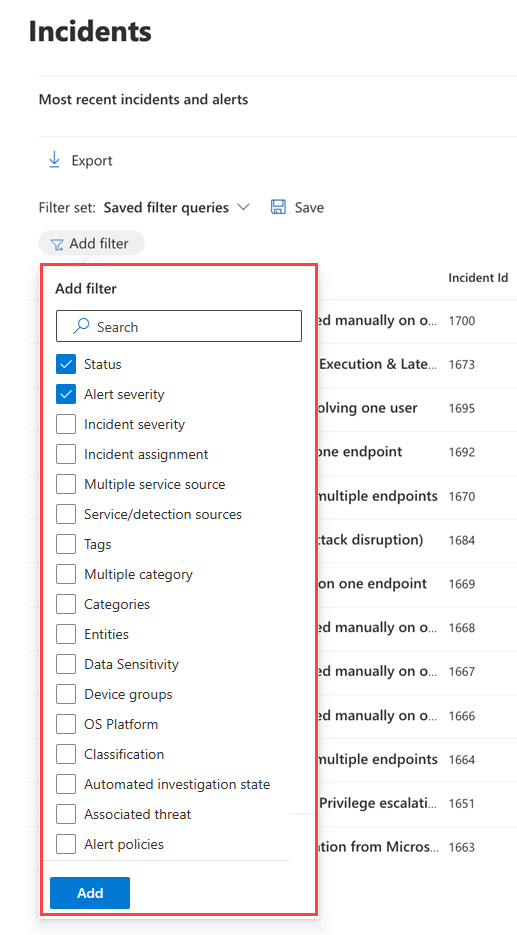 Incidents
Most recent incidents and alerts
Export
Filter set: Saved filter queries Save
Add filter
Add filter
Search
Status
Alert severity
Incident severity
Incident assignment
Multiple service source
Service/detection sources
Tags
Multiple category
Categories
Entities
Data Sensitivity
Device groups
OS Platform
Classification
Automated investigation state
Associated threat
Alert policies
Add
Incident Id
ed manually on o... 1700
Execution & Late... 1673
olving one user 1695
one endpoint 1692
multiple endpoints 1670
ttack disruption) 1684
on one endpoint 1669
ed manually on o... 1668
ed manually on o... 1667
ed manually on o... 1666
multiple endpoints 1664
Privilege escalati... 1651
ation from Micros... 1663